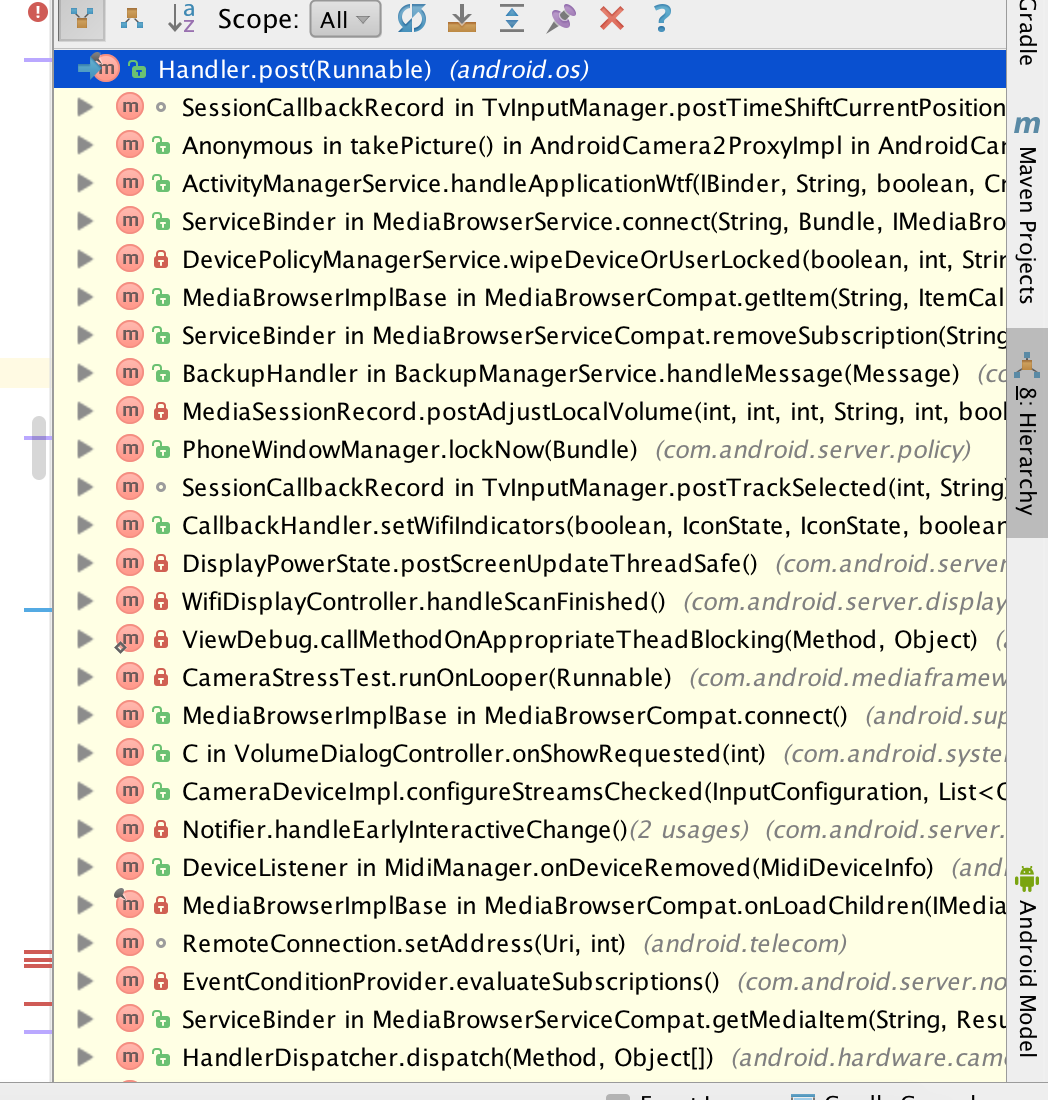 Scope: All
Handler.post(Runnable) (android.os)
SessionCallbackRecord in TvInputManager.postTimeShiftCurrentPosition
Anonymous in takePicture() in AndroidCamera2ProxyImpl in AndroidCar
ActivityManagerService.handleApplicationWtf(IBinder, String, boolean, Cr
ServiceBinder in MediaBrowserService.connect(String, Bundle, IMediaBro
DevicePolicyManagerService.wipeDeviceOrUserLocked(boolean, int, Strin
MediaBrowserImplBase in MediaBrowserCompat.getItem(String, ItemCal
ServiceBinder in MediaBrowserServiceCompat.removeSubscription(String
BackupHandler in BackupManagerService.handleMessage(Message) (co
MediaSessionRecord.postAdjustLocalVolume(int, int, int, String, int, bool
PhoneWindowManager.lockNow(Bundle) (com.android.server.policy)
SessionCallbackRecord in TvInputManager.postTrackSelected(int, String)
CallbackHandler.setWifiIndicators(boolean, IconState, IconState, boolean
DisplayPowerState.postScreenUpdateThreadSafe() (com.android.server
WifiDisplayController.handleScanFinished() (com.android.server.display
ViewDebug.callMethodOnAppropriateTheadBlocking(Method, Object) (a
CameraStressTest.runOnLooper(Runnable) (com.android.mediaframew
MediaBrowserImplBase in MediaBrowserCompat.connect() (android.sup
C in VolumeDialogController.onShowRequested(int) (com.android.syste
CameraDeviceImpl.configureStreamsChecked(InputConfiguration, List<O
Notifier.handleEarlyInteractiveChange()(2 usages) (com.android.server.
DeviceListener in MidiManager.onDeviceRemoved(MidiDeviceInfo) (and
MediaBrowserImplBase in MediaBrowserCompat.onLoadChildren(IMedia
RemoteConnection.setAddress(Uri, int) (android.telecom)
EventConditionProvider.evaluateSubscriptions() (com.android.server.no
ServiceBinder in MediaBrowserServiceCompat.getMediaItem(String, Resu
HandlerDispatcher.dispatch(Method, Object[]) (android.hardware.came
Gradle
Maven Projects
8: Hierarchy
Android Model